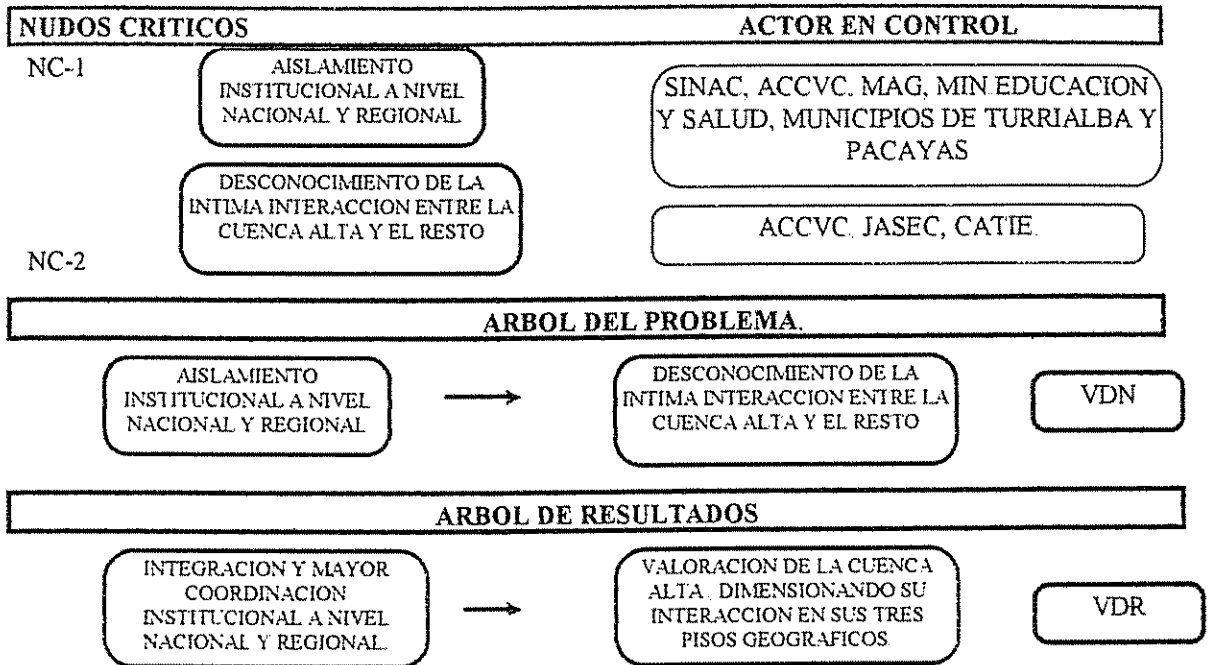 NUDOS CRITICOS ACTOR EN CONTROL
NC-1
AISLAMIENTO
INSTITUCIONAL A NIVEL
NACIONAL Y REGIONAL
SINAC, ACCVC. MAG, MIN.EDUCACION
Y SALUD, MUNICIPIOS DE TURRIALBA Y
PACAYAS
NC-2
DESCONOCIMIENTO DE LA
INTIMA INTERACCION ENTRE LA
CUENCA ALTA Y EL RESTO
ACCVC. JASEC, CATIE.
ARBOL DEL PROBLEMA.
AISLAMIENTO
INSTITUCIONAL A NIVEL
NACIONAL Y REGIONAL
DESCONOCIMIENTO DE LA
INTIMA INTERACCION ENTRE LA
CUENCA ALTA Y EL RESTO
VDN
ARBOL DE RESULTADOS
INTEGRACION Y MAYOR
COORDINACION
INSTITUCIONAL A NIVEL
NACIONAL Y REGIONAL.
VALORACION DE LA CUENCA
ALTA. DIMENSIONANDO SU
INTERACCION EN SUS TRES
PISOS GEOGRAFICOS.
VDR